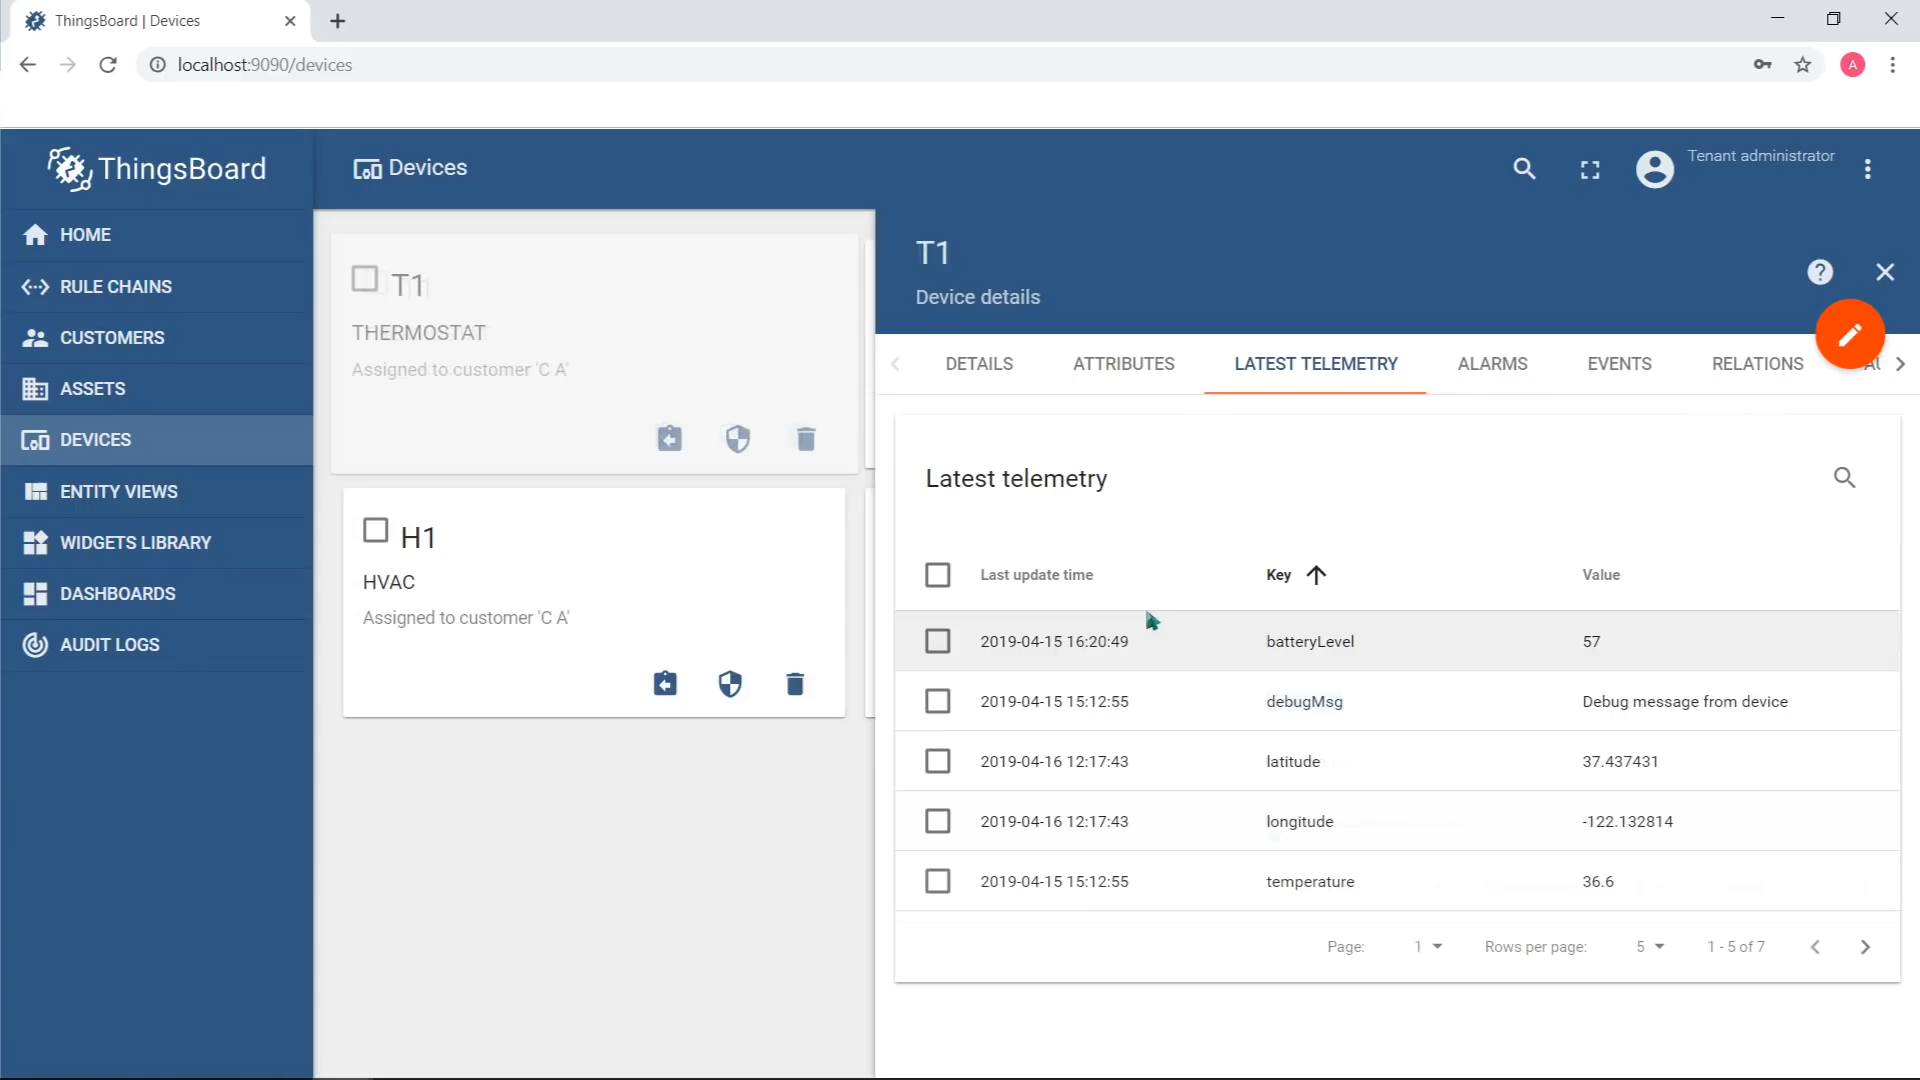 ThingsBoard | Devices
localhost:9090/devices
A
ThingsBoard
Devices
Tenant administrator
HOME
RULE CHAINS
CUSTOMERS
ASSETS
DEVICES
ENTITY VIEWS
WIDGETS LIBRARY
DASHBOARDS
AUDIT LOGS
T1
THERMOSTAT
Assigned to customer 'C A'
H1
HVAC
Assigned to customer 'C A'
T1
Device details
DETAILS ATTRIBUTES LATEST TELEMETRY ALARMS EVENTS RELATIONS
Latest telemetry
Last update time Key Value
2019-04-15 16:20:49 batteryLevel 57
2019-04-15 15:12:55 debugMsg Debug message from device
2019-04-16 12:17:43 latitude 37.437431
2019-04-16 12:17:43 longitude -122.132814
2019-04-15 15:12:55 temperature 36.6
Page: 1 Rows per page: 5 1 - 5 of 7